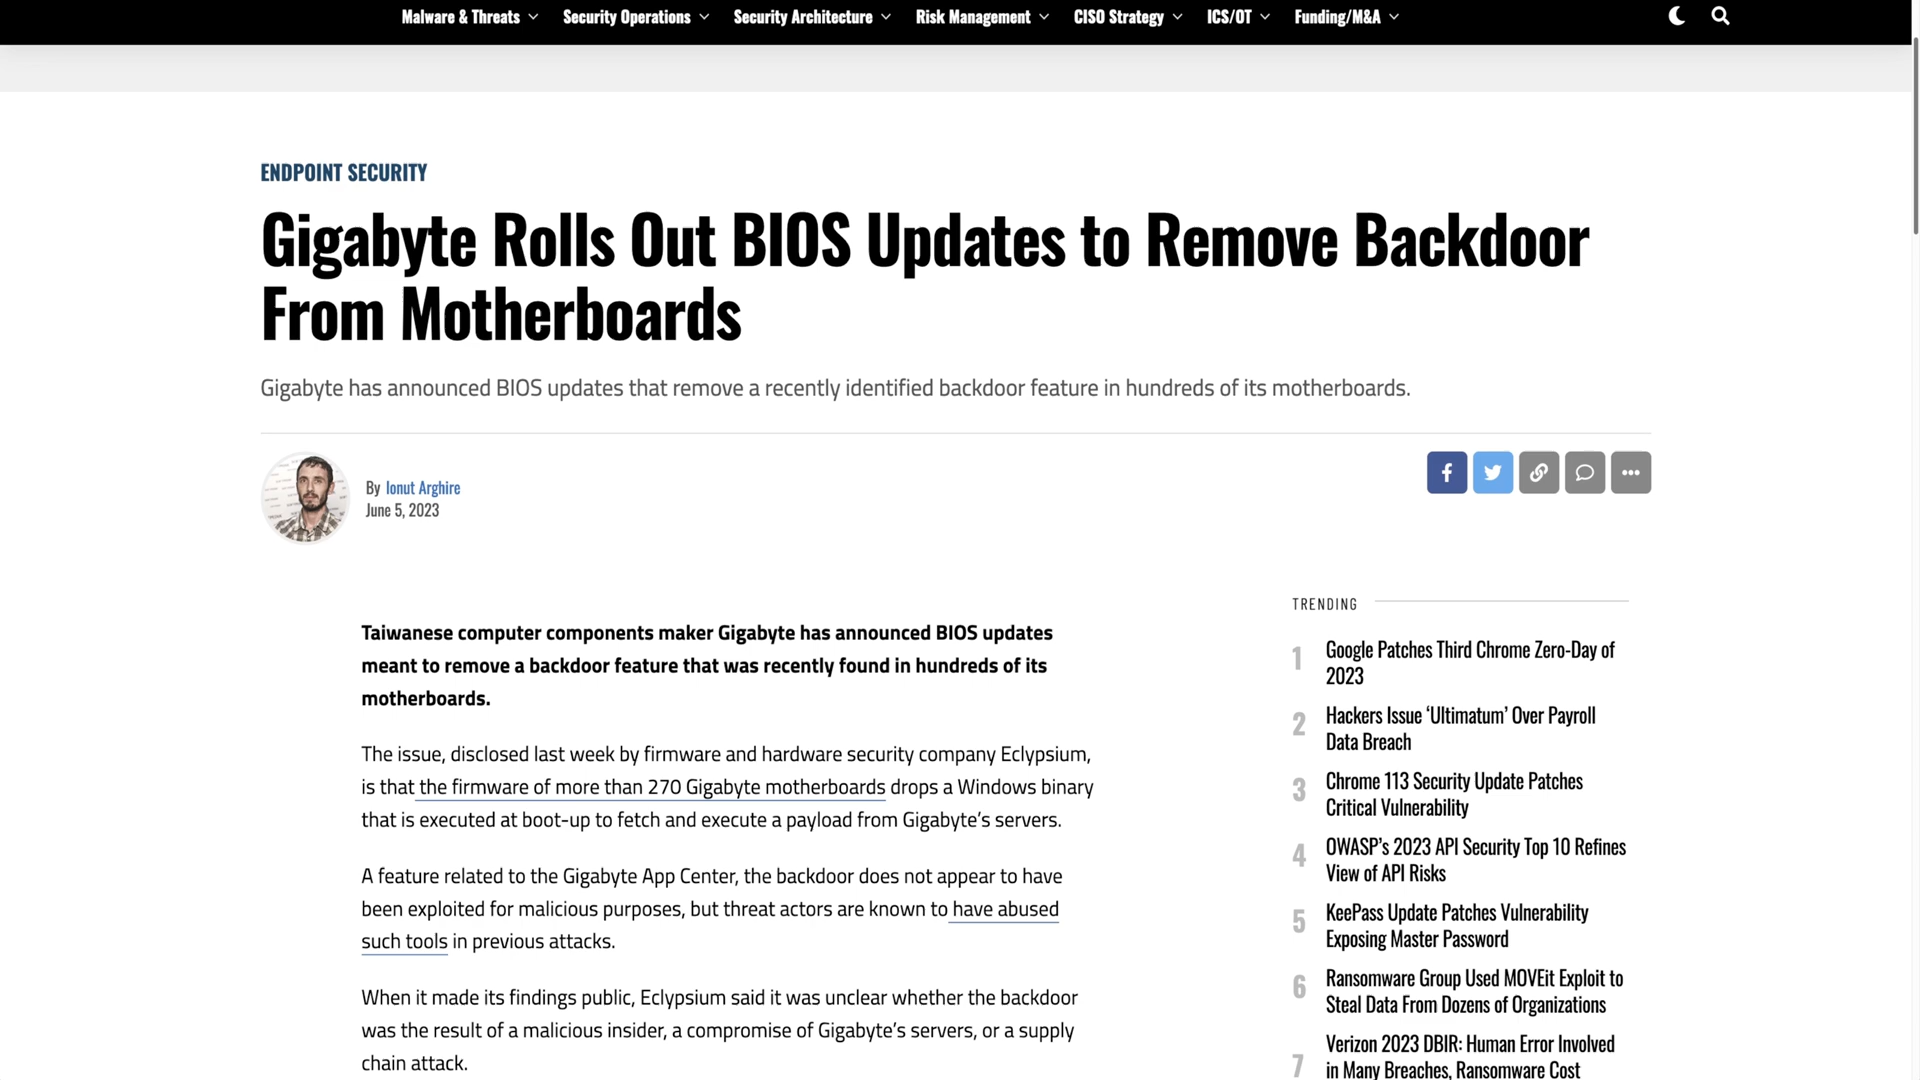 Malware & Threats
Security Operations
Security Architecture
Risk Management
CISO Strategy
ICS/OT
Funding/M&A
ENDPOINT SECURITY
Gigabyte Rolls Out BIOS Updates to Remove Backdoor
From Motherboards
Gigabyte has announced BIOS updates that remove a recently identified backdoor feature in hundreds of its motherboards.
By Ionut Arghire
June 5, 2023
Taiwanese computer components maker Gigabyte has announced BIOS updates
meant to remove a backdoor feature that was recently found in hundreds of its
motherboards.
The issue, disclosed last week by firmware and hardware security company Eclypsium,
is that the firmware of more than 270 Gigabyte motherboards drops a Windows binary
that is executed at boot-up to fetch and execute a payload from Gigabyte’s servers.
A feature related to the Gigabyte App Center, the backdoor does not appear to have
been exploited for malicious purposes, but threat actors are known to have abused
such tools in previous attacks.
When it made its findings public, Eclypsium said it was unclear whether the backdoor
was the result of a malicious insider, a compromise of Gigabyte’s servers, or a supply
chain attack.
TRENDING
1 Google Patches Third Chrome Zero-Day of
2023
2 Hackers Issue ‘Ultimatum’ Over Payroll
Data Breach
3 Chrome 113 Security Update Patches
Critical Vulnerability
4 OWASP’s 2023 API Security Top 10 Refines
View of API Risks
5 KeePass Update Patches Vulnerability
Exposing Master Password
6 Ransomware Group Used MOVEit Exploit to
Steal Data From Dozens of Organizations
7 Verizon 2023 DBIR: Human Error Involved
in Many Breaches, Ransomware Cost